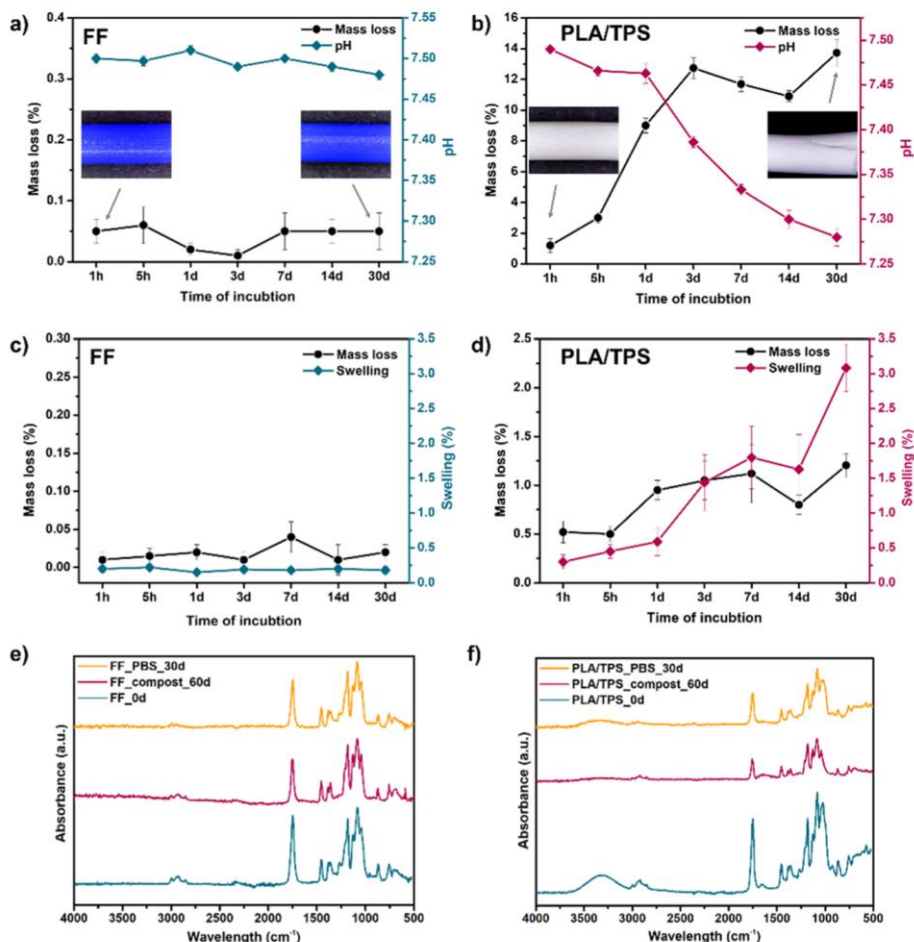 a) FF
Mass loss
pH
0.4
0.3
0.2
0.1
0.0
Mass loss (%)
7.55
7.50
7.45
7.40
7.35
7.30
7.25
pH
1h 5h 1d 3d 7d 14d 30d
Time of incubtion
b) PLA/TPS
Mass loss
pH
16
14
12
10
8
6
4
2
0
Mass loss (%)
7.50
7.45
7.40
7.35
7.30
7.25
pH
1h 5h 1d 3d 7d 14d 30d
Time of incubtion
c) FF
Mass loss
Swelling
0.30
0.25
0.20
0.15
0.10
0.05
0.00
Mass loss (%)
3.5
3.0
2.5
2.0
1.5
1.0
0.5
0.0
Swelling (%)
1h 5h 1d 3d 7d 14d 30d
Time of incubtion
d) PLA/TPS
Mass loss
Swelling
2.5
2.0
1.5
1.0
0.5
0.0
Mass loss (%)
3.5
3.0
2.5
2.0
1.5
1.0
0.5
0.0
Swelling (%)
1h 5h 1d 3d 7d 14d 30d
Time of incubtion
e)
FF_PBS_30d
FF_compost_60d
FF_0d
Absorbance (a.u.)
4000 3500 3000 2500 2000 1500 1000 500
Wavelength (cm⁻¹)
f)
PLA/TPS_PBS_30d
PLA/TPS_compost_60d
PLA/TPS_0d
Absorbance (a.u.)
4000 3500 3000 2500 2000 1500 1000 500
Wavelength (cm⁻¹)